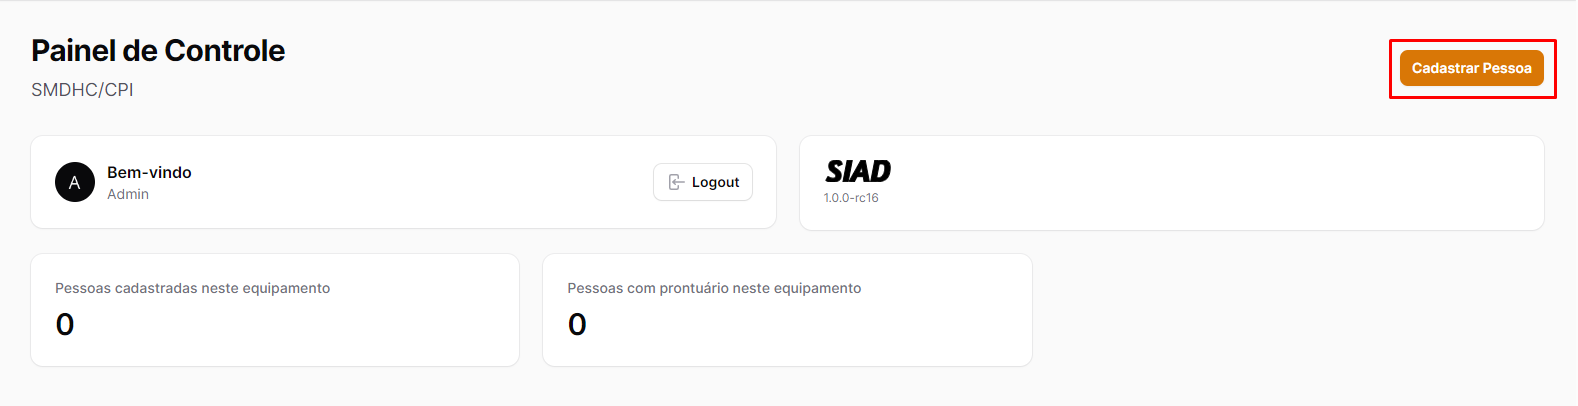 Painel de Controle
SMDHC/CPI
Cadastrar Pessoa
A
Bem-vindo
Admin
Logout
SIAD
1.0.0-rc16
Pessoas cadastradas neste equipamento
0
Pessoas com prontuário neste equipamento
0